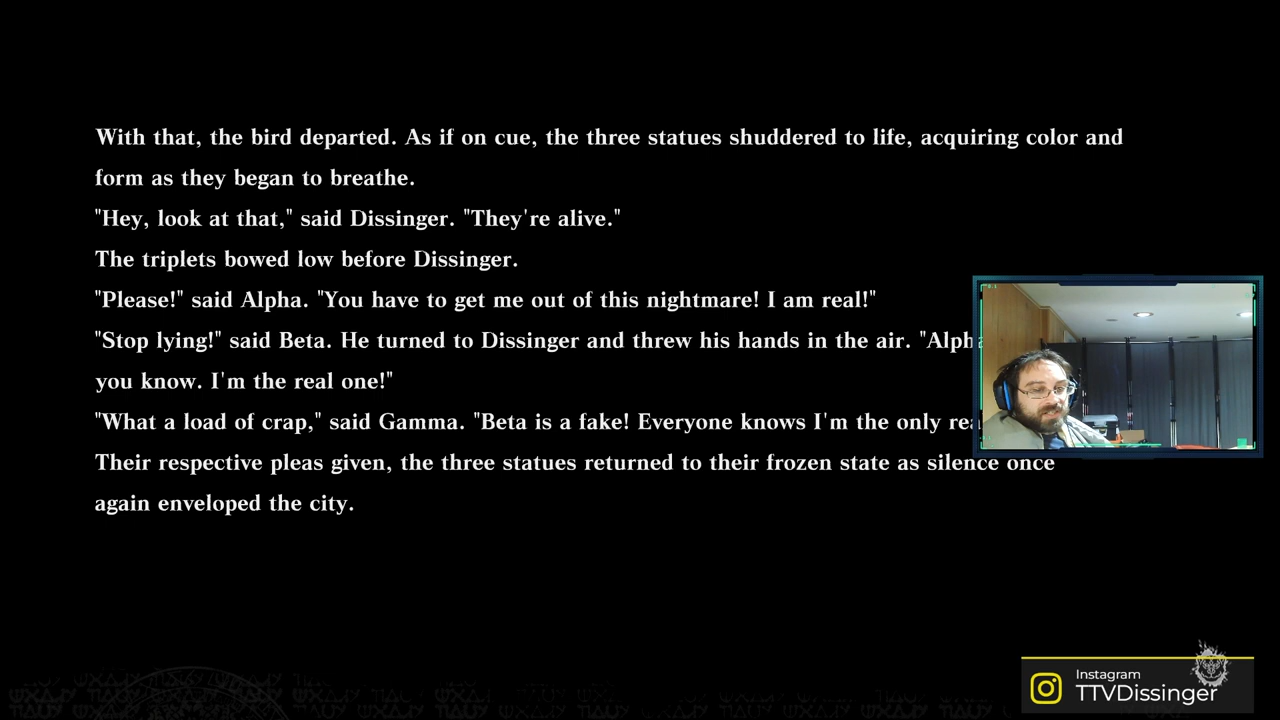 With that, the bird departed. As if on cue, the three statues shuddered to life, acquiring color and
form as they began to breathe.
"Hey, look at that," said Dissinger. "They're alive."
The triplets bowed low before Dissinger.
"Please!" said Alpha. "You have to get me out of this nightmare! I am real!"
"Stop lying!" said Beta. He turned to Dissinger and threw his hands in the air.
you know. I'm the real one!"
"What a load of crap," said Gamma. "Beta is a fake! Everyone knows I'm the only
Their respective pleas given, the three statues returned to their frozen state as silence once
again enveloped the city.
Instagram
TTVDissinger